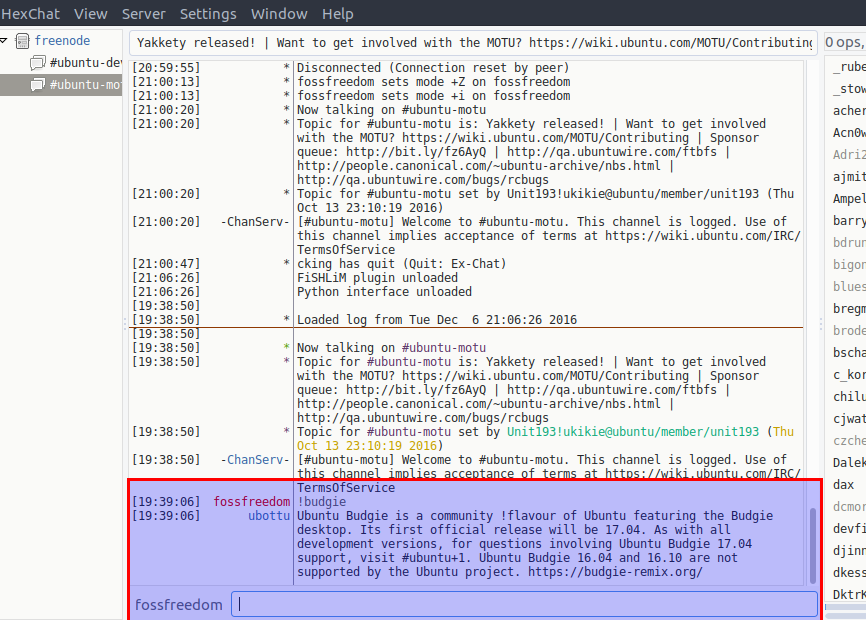 HexChat View Server Settings Window Help
freenode
#ubuntu-dev
#ubuntu-mo
Yakkety released! | Want to get involved with the MOTU? https://wiki.ubuntu.com/MOTU/Contributing
0 ops,
[20:59:55] * Disconnected (Connection reset by peer)
[21:00:13] * fossfreedom sets mode +Z on fossfreedom
[21:00:13] * fossfreedom sets mode +i on fossfreedom
[21:00:20] * Now talking on #ubuntu-motu
[21:00:20] * Topic for #ubuntu-motu is: Yakkety released! | Want to get involved
with the MOTU? https://wiki.ubuntu.com/MOTU/Contributing | Sponsor
queue: http://bit.ly/fz6AyQ | http://qa.ubuntuwire.com/ftbfs |
http://people.canonical.com/~ubuntu-archive/nbs.html |
http://qa.ubuntuwire.com/bugs/rcbugs
[21:00:20] * Topic for #ubuntu-motu set by Unit193!ukikie@ubuntu/member/unit193 (Thu
Oct 13 23:10:19 2016)
[21:00:20] -ChanServ- [#ubuntu-motu] Welcome to #ubuntu-motu. This channel is logged. Use of
this channel implies acceptance of terms at https://wiki.ubuntu.com/IRC/
TermsOfService
[21:00:47] * cking has quit (Quit: Ex-Chat)
[21:06:26] FiSHLiM plugin unloaded
[21:06:26] Python interface unloaded
[19:38:50]
[19:38:50] * Loaded log from Tue Dec  6 21:06:26 2016
[19:38:50]
[19:38:50] * Now talking on #ubuntu-motu
[19:38:50] * Topic for #ubuntu-motu is: Yakkety released! | Want to get involved
with the MOTU? https://wiki.ubuntu.com/MOTU/Contributing | Sponsor
queue: http://bit.ly/fz6AyQ | http://qa.ubuntuwire.com/ftbfs |
http://people.canonical.com/~ubuntu-archive/nbs.html |
http://qa.ubuntuwire.com/bugs/rcbugs
[19:38:50] * Topic for #ubuntu-motu set by Unit193!ukikie@ubuntu/member/unit193 (Thu
Oct 13 23:10:19 2016)
[19:38:50] -ChanServ- [#ubuntu-motu] Welcome to #ubuntu-motu. This channel is logged. Use of
this channel implies acceptance of terms at https://wiki.ubuntu.com/IRC/
TermsOfService
[19:39:06] fossfreedom !budgie
[19:39:06] ubottu Ubuntu Budgie is a community !flavour of Ubuntu featuring the Budgie
desktop. Its first official release will be 17.04. As with all
development versions, for questions involving Ubuntu Budgie 17.04
support, visit #ubuntu+1. Ubuntu Budgie 16.04 and 16.10 are not
supported by the Ubuntu project. https://budgie-remix.org/
fossfreedom
_rube
_stow
acher
Acn0w
Adri2
ajmit
Ampel
barry
bdrun
bigon
blues
bregm
brode
bscha
c_kor
chilu
cjwat
czche
Dalek
dax
dcmor
devfi
djinn
dkess
DktrK